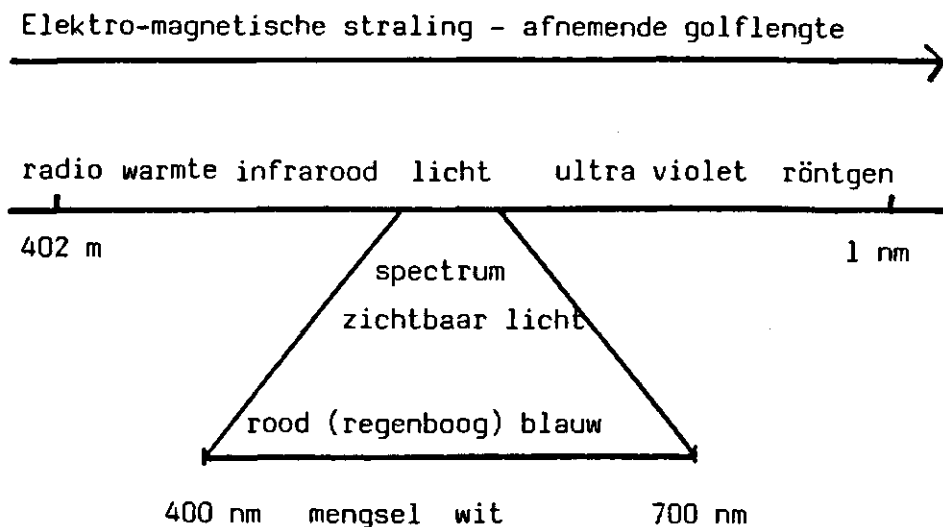 Elektro-magnetische straling - afnemende golflengte
radio warmte infrarood licht ultra violet röntgen
402 m 1 nm
spectrum
zichtbaar licht
rood (regenboog) blauw
400 nm mengsel wit 700 nm